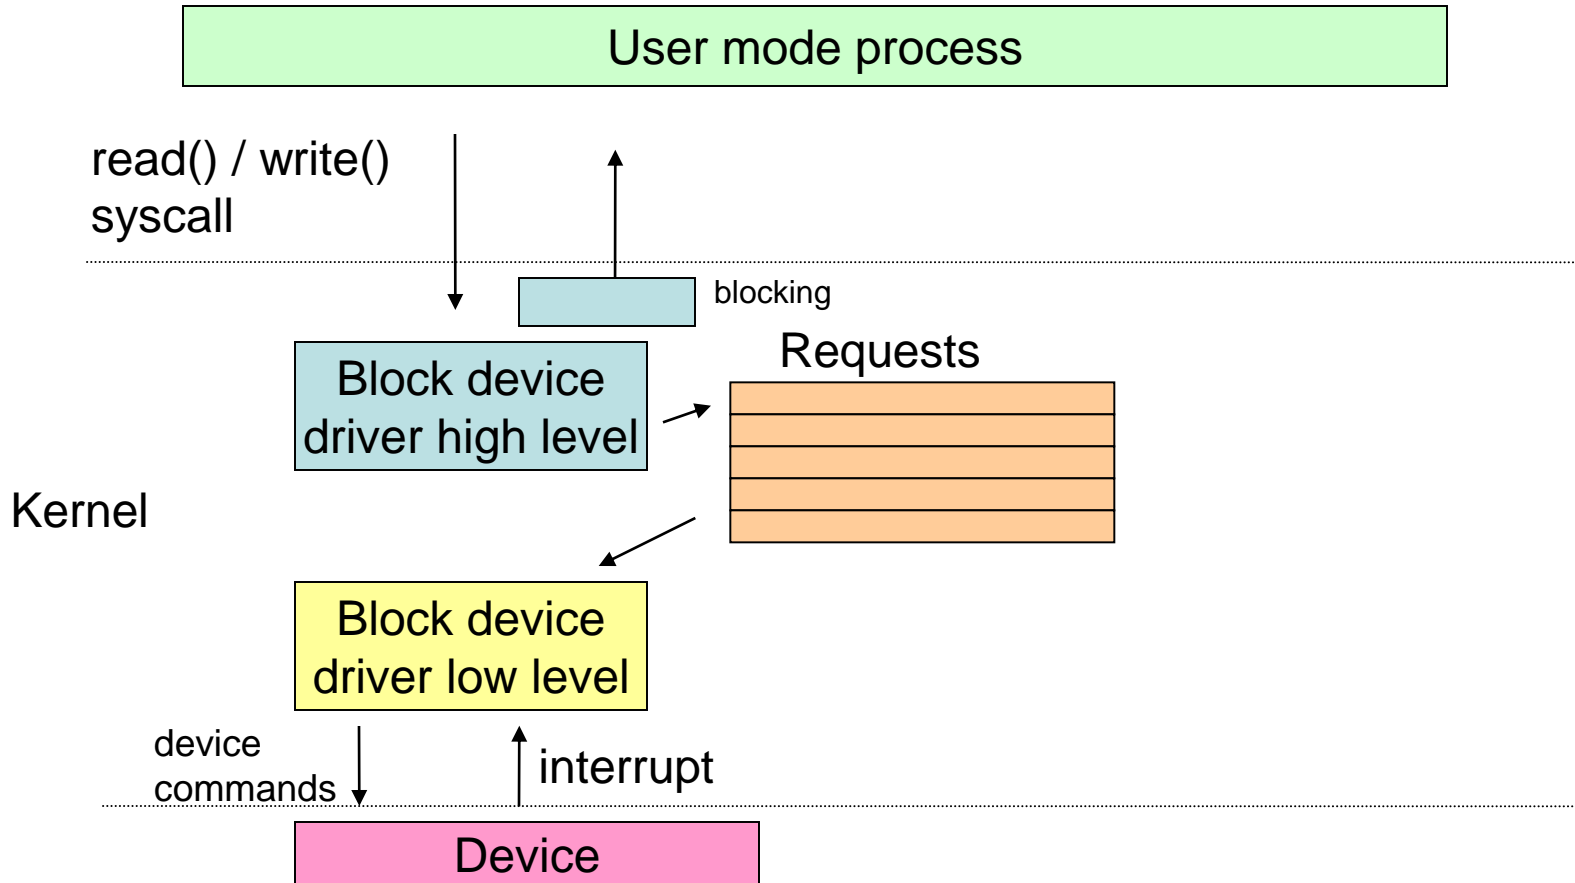 User mode process
read() / write()
syscall
blocking
Requests
Block device
driver high level
Kernel
Block device
driver low level
device
commands
interrupt
Device